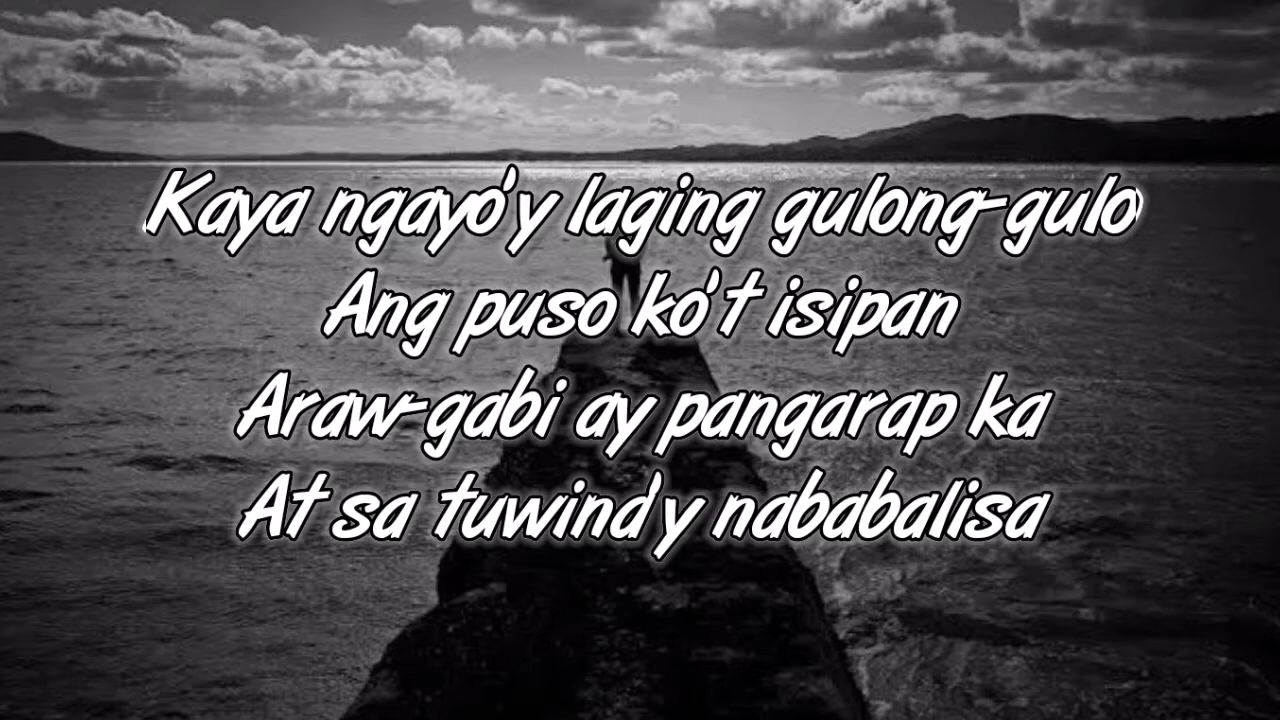 Kaya ngayo'y laging gulong-gulo
Ang puso ko't isipan
Araw-gabi ay pangarap ka
At sa tuwind'y nababalisa